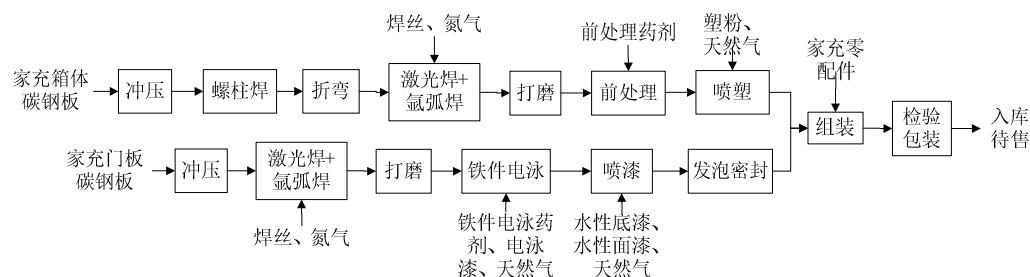 焊丝、氮气
前处理药剂
塑粉、
天然气
家充零
配件
家充箱体
碳钢板
冲压
螺柱焊
折弯
激光焊+
氩弧焊
打磨
前处理
喷塑
组装
检验
包装
入库
待售
家充门板
碳钢板
冲压
激光焊+
氩弧焊
打磨
铁件电泳
喷漆
发泡密封
焊丝、氮气
铁件电泳药
剂、电泳
漆、天然气
水性底漆、
水性面漆、
天然气